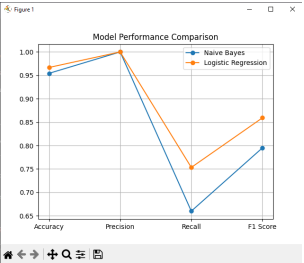 Figure 1
Model Performance Comparison
Naive Bayes
Logistic Regression
1.00
0.95
0.90
0.85
0.80
0.75
0.70
0.65
Accuracy Precision Recall F1 Score